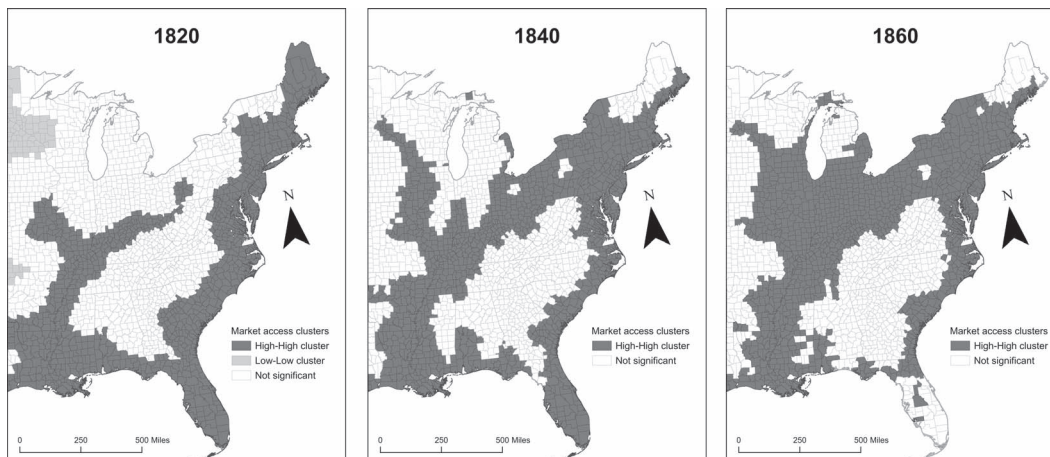 1820
N
Market access clusters
High-High cluster
Low-Low cluster
Not significant
0 250 500 Miles
1840
N
Market access clusters
High-High cluster
Not significant
0 250 500 Miles
1860
N
Market access clusters
High-High cluster
Not significant
0 250 500 Miles